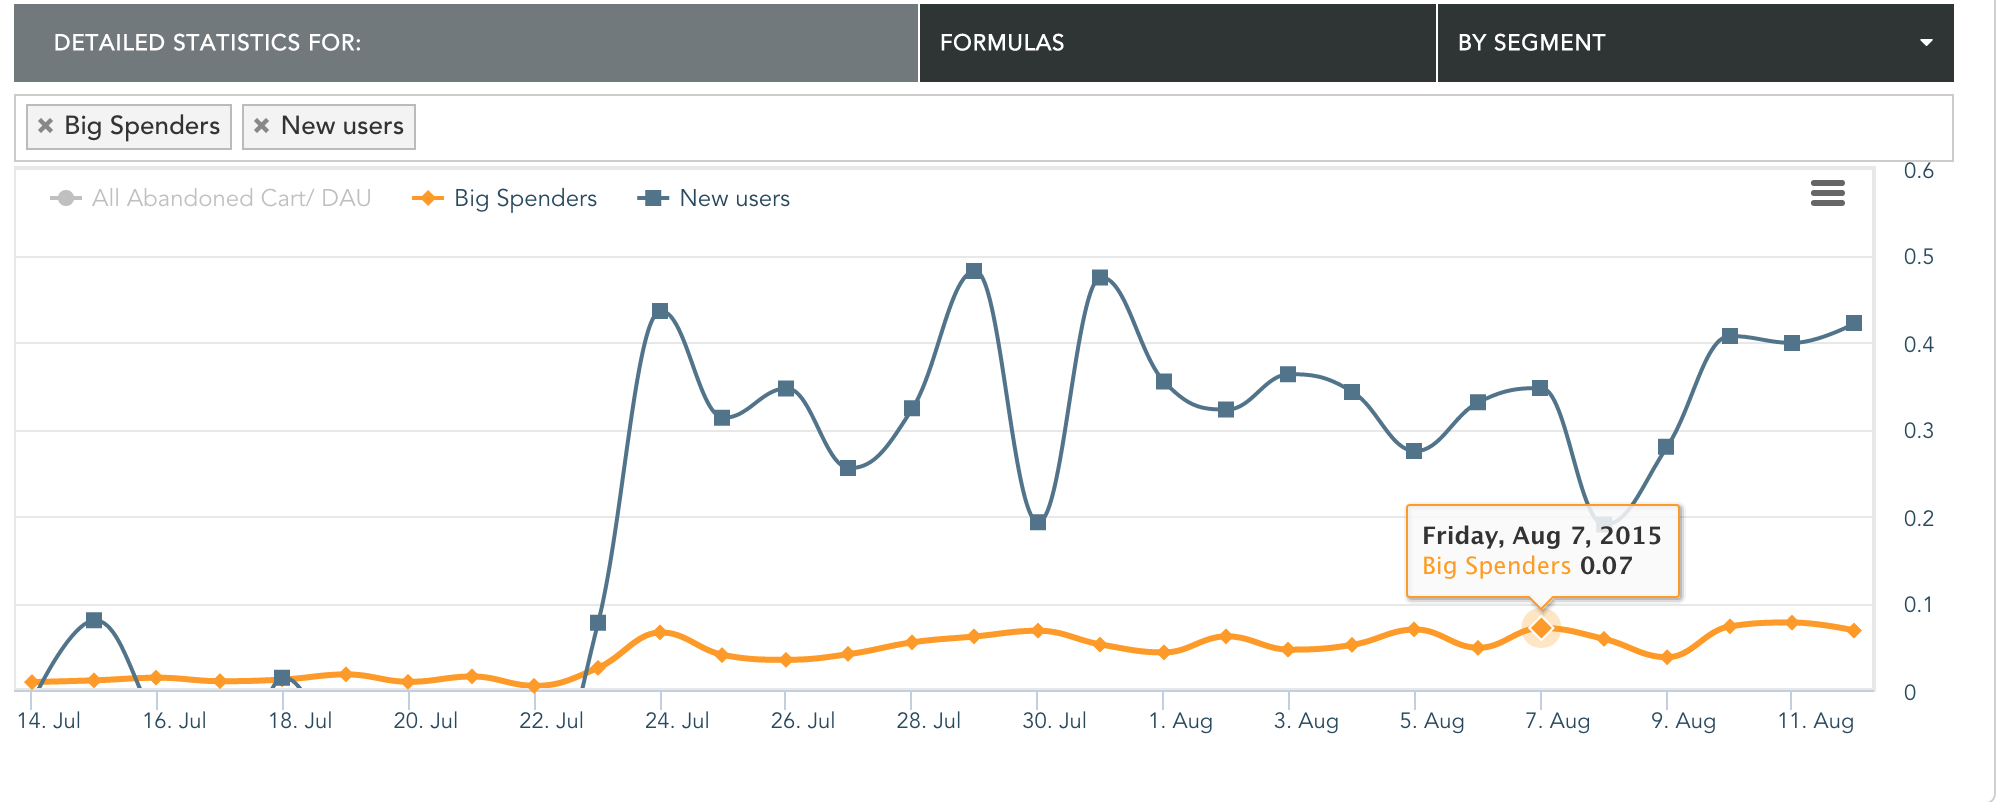 DETAILED STATISTICS FOR:
FORMULAS
BY SEGMENT
Big Spenders
New users
All Abandoned Cart/ DAU
Big Spenders
New users
0.6
0.5
0.4
0.3
0.2
0.1
0
Friday, Aug 7, 2015
Big Spenders 0.07
14. Jul
16. Jul
18. Jul
20. Jul
22. Jul
24. Jul
26. Jul
28. Jul
30. Jul
1. Aug
3. Aug
5. Aug
7. Aug
9. Aug
11. Aug